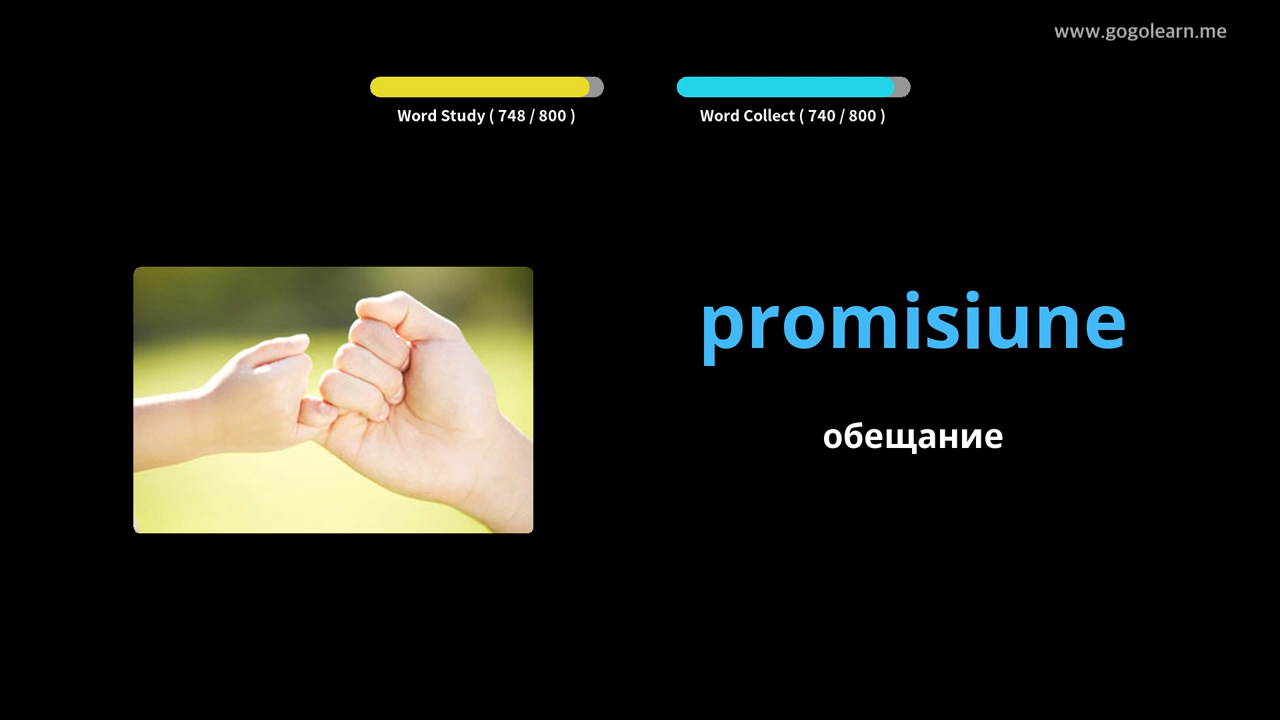 www.gogolearn.me
Word Study ( 748 / 800 )
Word Collect ( 740 / 800 )
promisiune
обещание